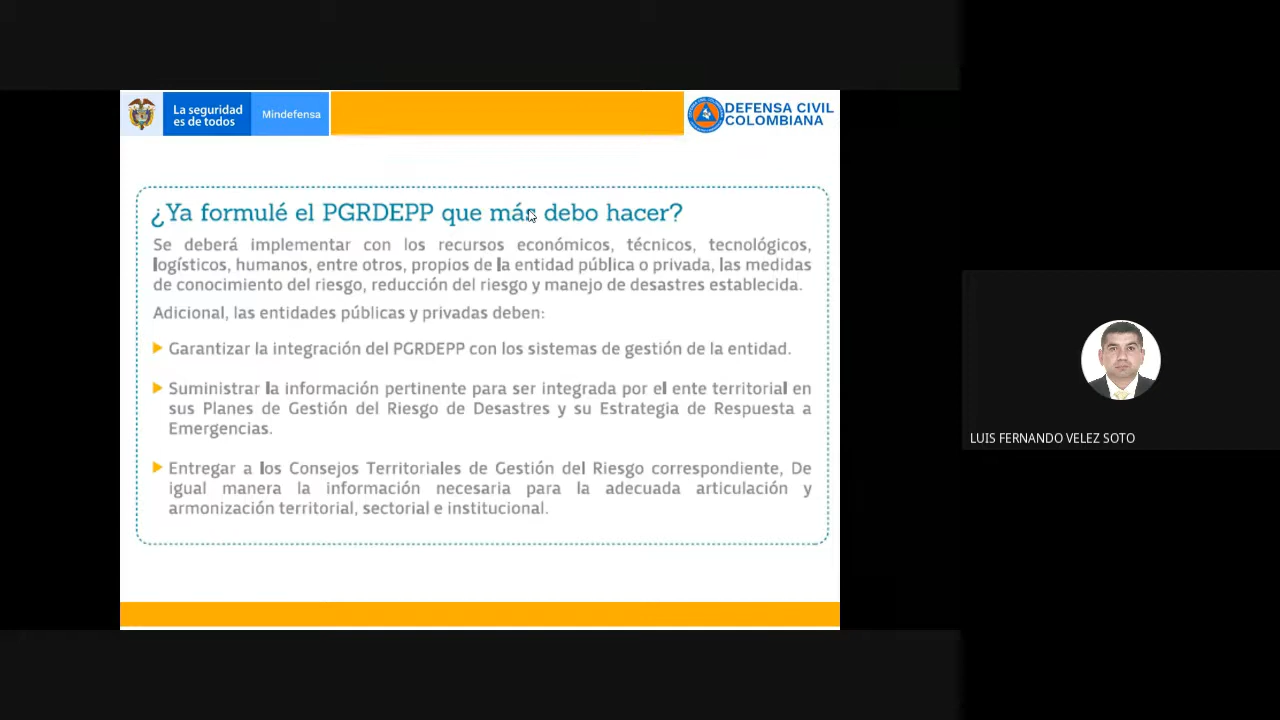 La seguridad
es de todos
Mindefensa
DEFENSA CIVIL
COLOMBIANA
¿Ya formulé el PGRDEPP que más debo hacer?
Se deberá implementar con los recursos económicos, técnicos, tecnológicos,
logísticos, humanos, entre otros, propios de la entidad pública o privada, las medidas
de conocimiento del riesgo, reducción del riesgo y manejo de desastres establecida.
Adicional, las entidades públicas y privadas deben:
Garantizar la integración del PGRDEPP con los sistemas de gestión de la entidad.
Suministrar la información pertinente para ser integrada por el ente territorial en
sus Planes de Gestión del Riesgo de Desastres y su Estrategia de Respuesta a
Emergencias.
Entregar a los Consejos Territoriales de Gestión del Riesgo correspondiente, De
igual manera la información necesaria para la adecuada articulación y
armonización territorial, sectorial e institucional.
LUIS FERNANDO VELEZ SOTO